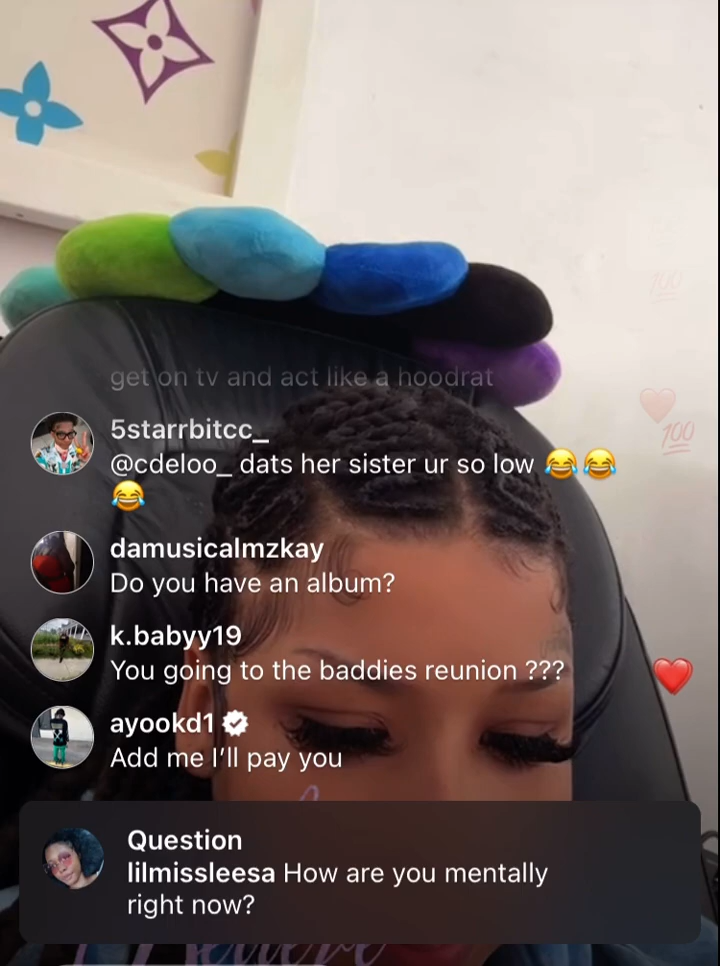 get on tv and act like a hoodrat
5starrbitcc_
@cdeloo_ dats her sister ur so low 😂😂
😂
damusicalmzkay
Do you have an album?
k.babyy19
You going to the baddies reunion ???
ayookd1
Add me I’ll pay you
Question
lilmissleesa How are you mentally
right now?
💯
💯